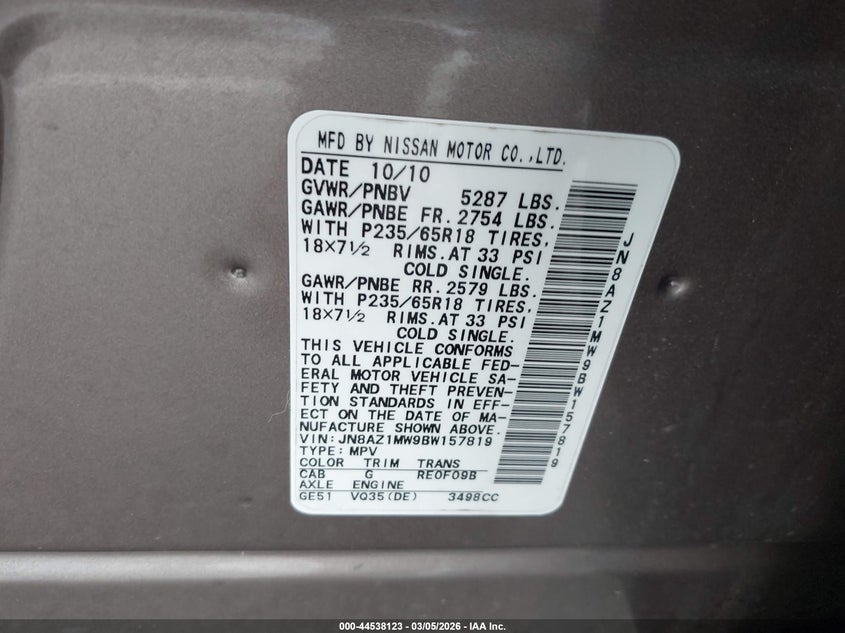 MFD BY NISSAN MOTOR CO.,LTD.
DATE 10/10
GVWR/PNBV 5287 LBS.
GAWR/PNBE FR. 2754 LBS.
WITH P235/65R18 TIRES,
18×7½ RIMS.AT 33 PSI
COLD SINGLE.
GAWR/PNBE RR. 2579 LBS.
WITH P235/65R18 TIRES,
18×7½ RIMS.AT 33 PSI
COLD SINGLE.
THIS VEHICLE CONFORMS
TO ALL APPLICABLE FED-
ERAL MOTOR VEHICLE SA-
FETY AND THEFT PREVEN-
TION STANDARDS IN EFF-
ECT ON THE DATE OF MA-
NUFACTURE SHOWN ABOVE.
VIN: JN8AZ1MW9BW157819
TYPE: MPV
COLOR TRIM TRANS
CAB G RE0F09B
AXLE ENGINE
GE51 VQ35(DE) 3498CC
JN8AZ1MW9BW157819
000-44538123 - 03/05/2026 - IAA Inc.